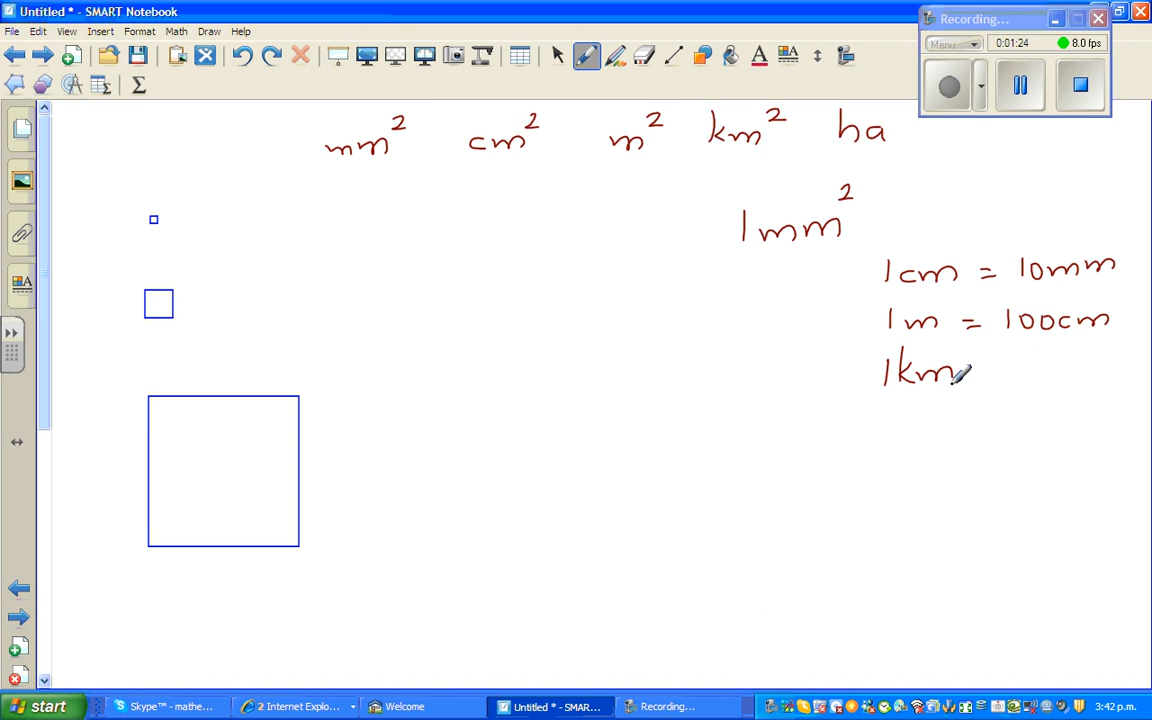 Untitled * - SMART Notebook
File Edit View Insert Format Math Draw Help
Recording...
Menu 0:01:24 8.0 fps
mm² cm² m² km² ha
1mm²
1cm = 10mm
1m = 100cm
1km
start Skype™ - mathe... 2 Internet Explo... Welcome Untitled * - SMAR... Recording... 3:42 p.m.